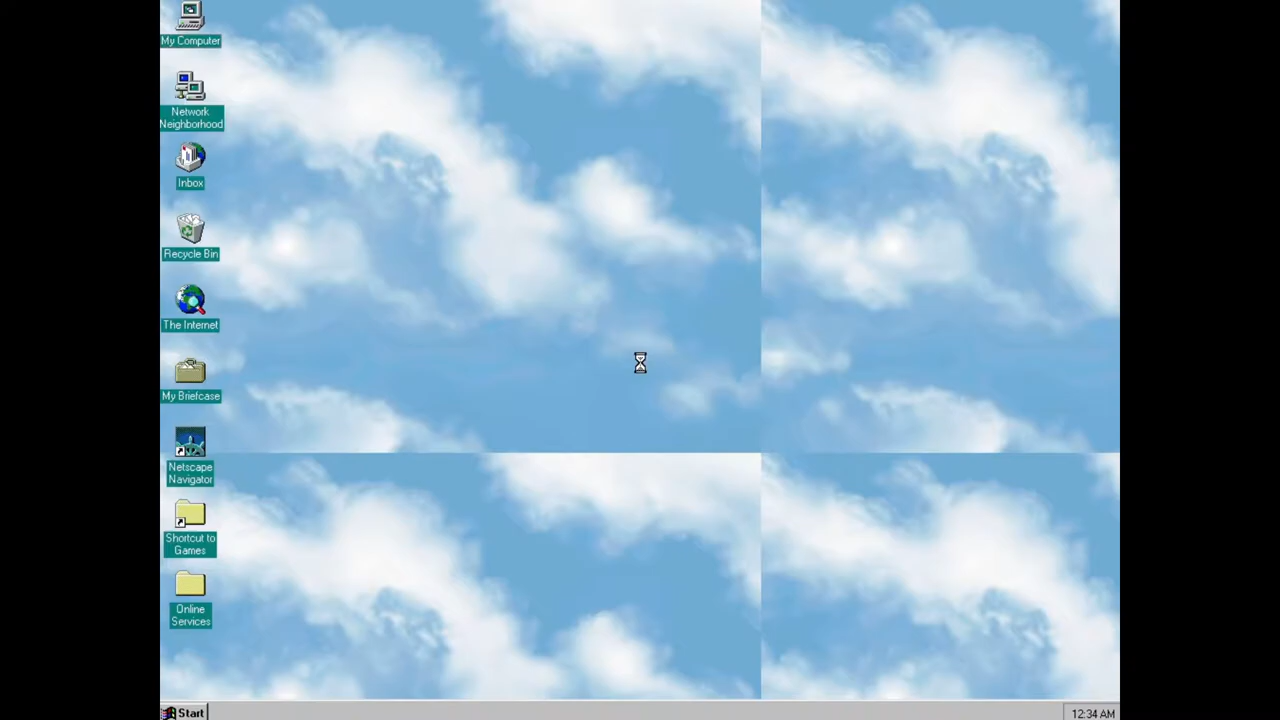 My Computer
Network
Neighborhood
Inbox
Recycle Bin
The Internet
My Briefcase
Netscape
Navigator
Shortcut to
Games
Online
Services
Start
12:34 AM